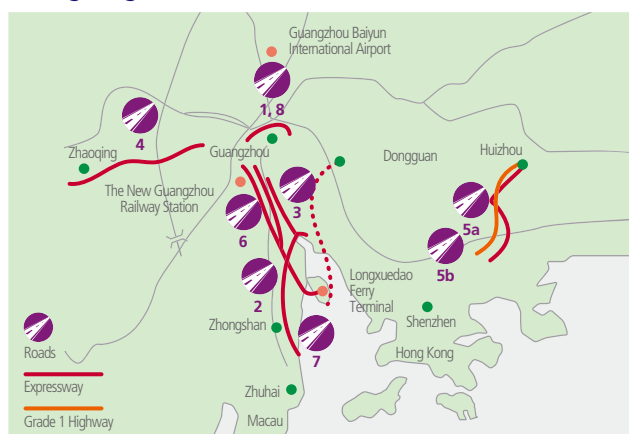 Guangzhou Baiyun
International Airport
1, 8
4
Zhaoqing
Guangzhou
Dongguan
Huizhou
The New Guangzhou
Railway Station
3
6
5a
5b
2
Longxuedao
Ferry
Terminal
Zhongshan
Shenzhen
7
Hong Kong
Roads
Expressway
Zhuhai
Grade 1 Highway
Macau